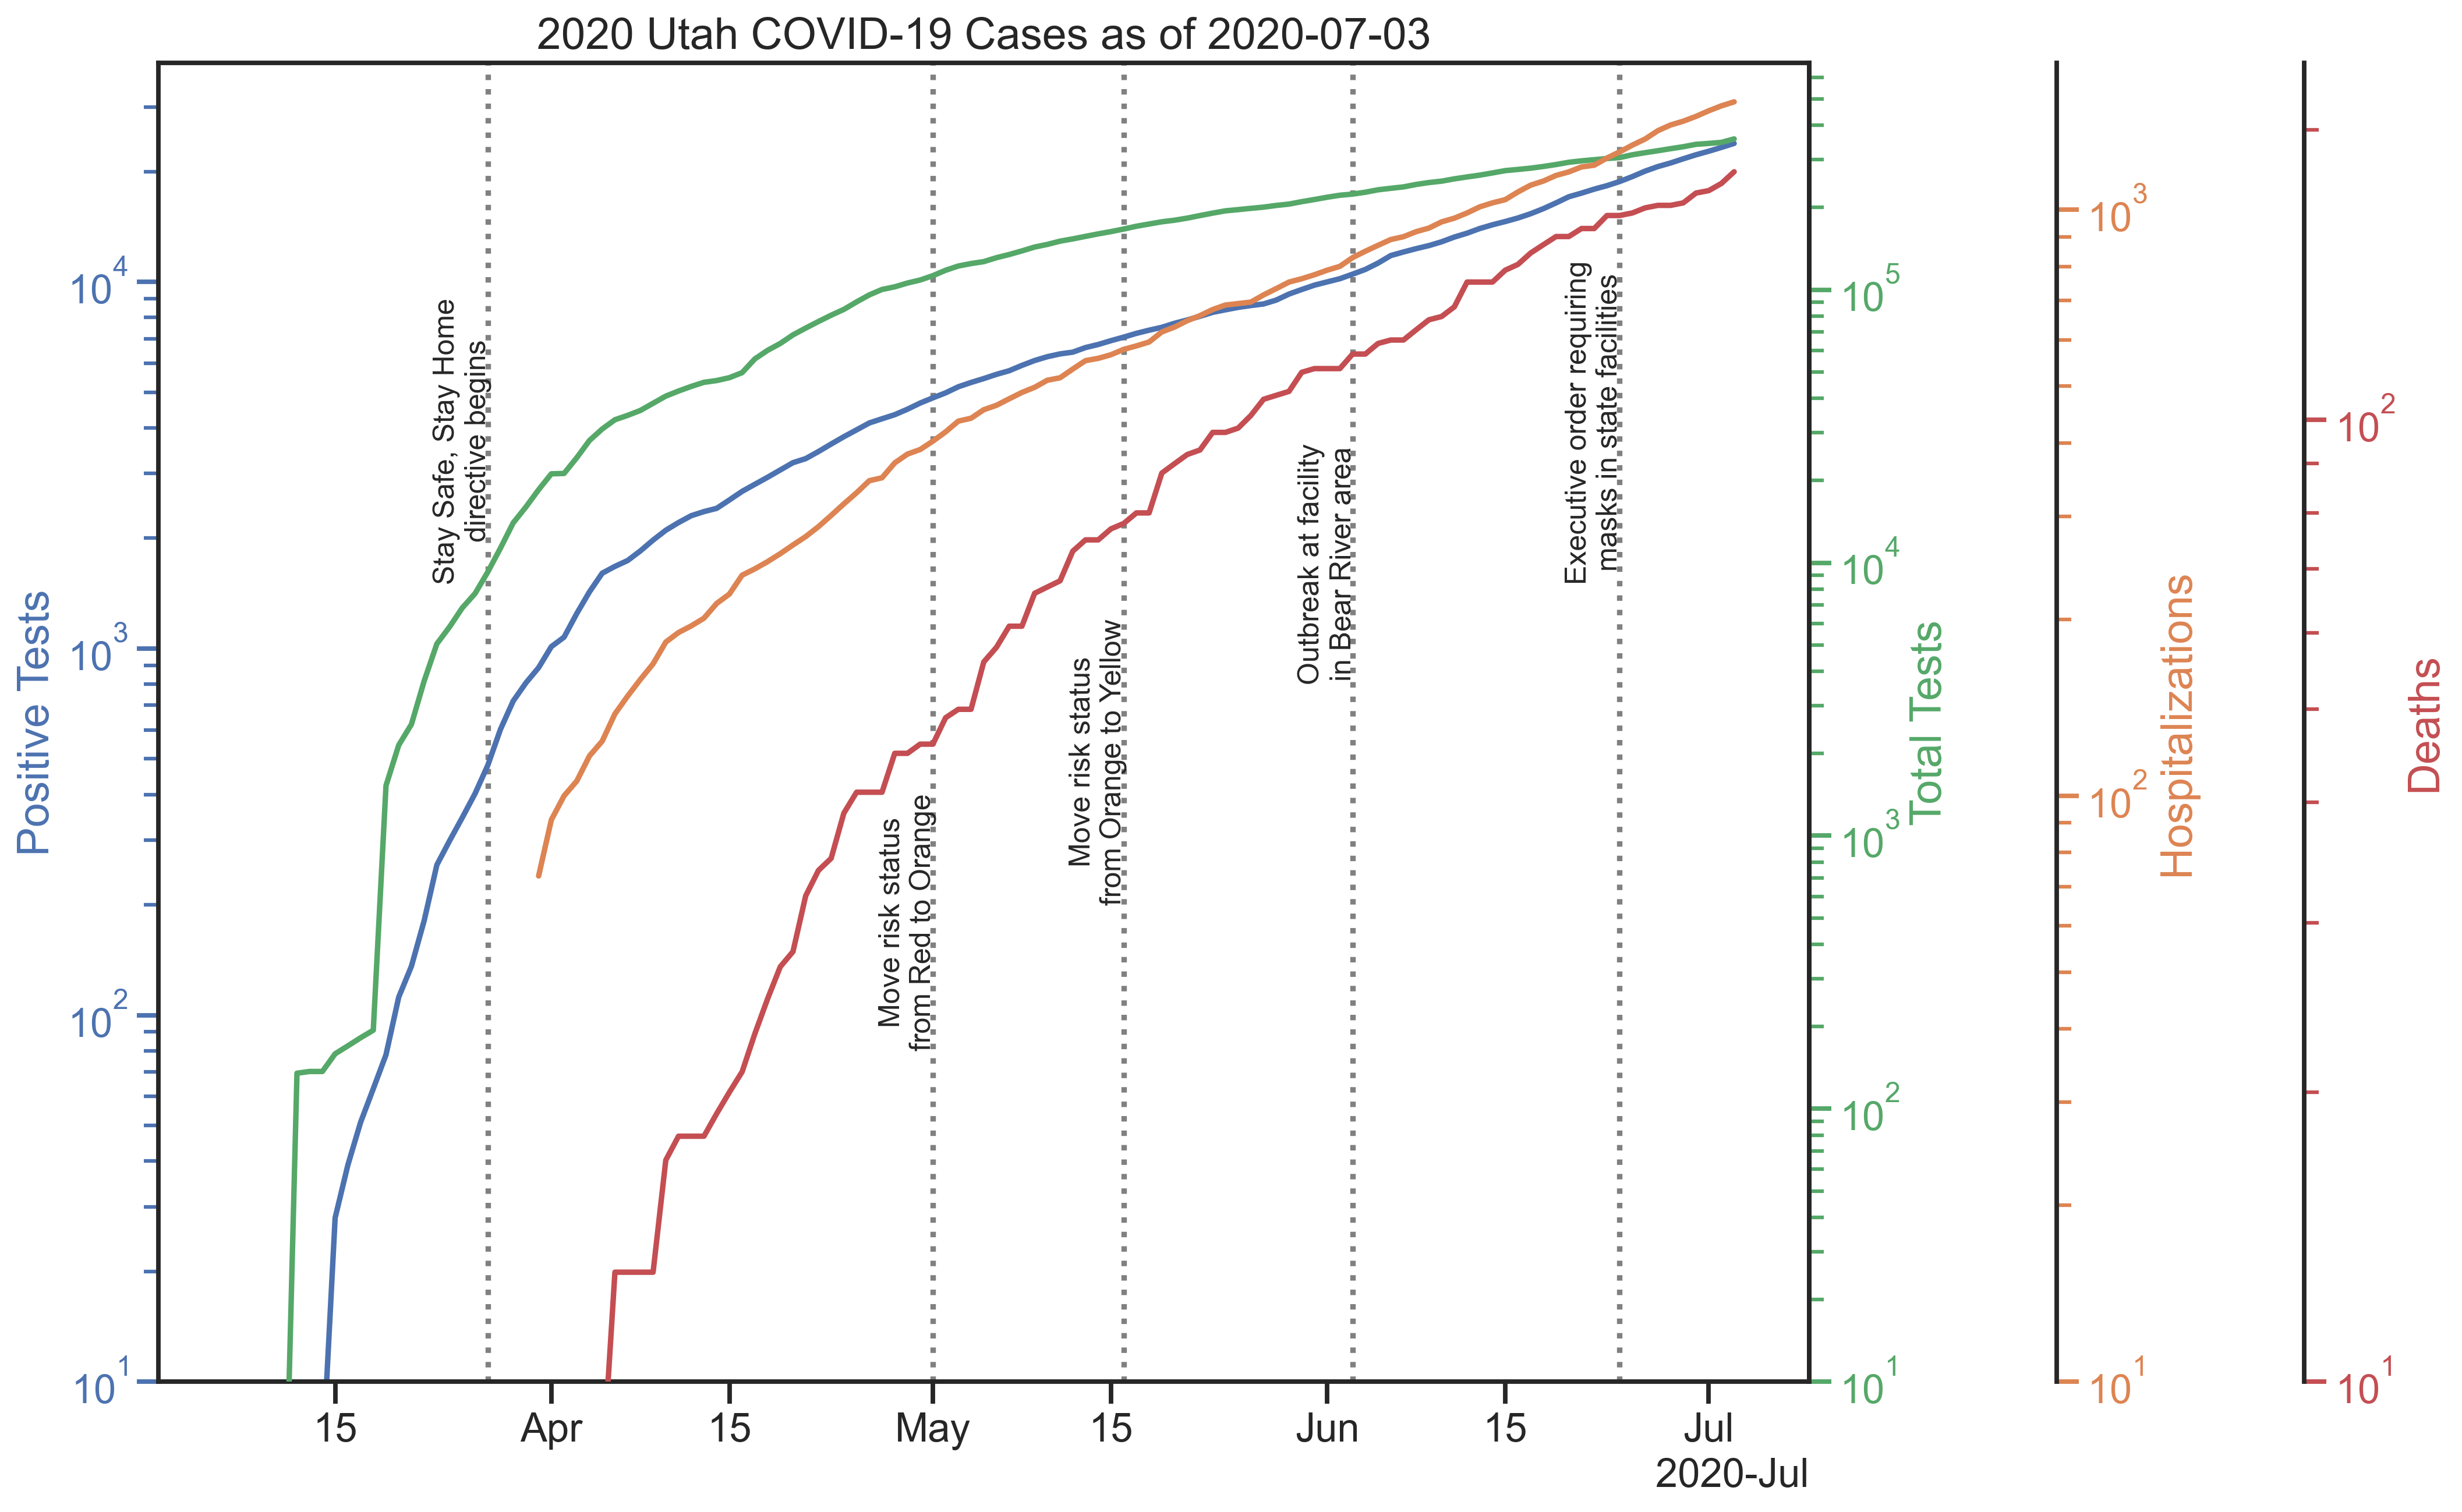 2020 Utah COVID-19 Cases as of 2020-07-03
Positive Tests
10^4
10^3
10^2
10^1
Stay Safe, Stay Home
directive begins
Move risk status
from Red to Orange
Move risk status
from Orange to Yellow
Outbreak at facility
in Bear River area
Executive order requiring
masks in state facilities
10^5
10^4
10^3
10^2
10^1
Total Tests
10^3
10^2
10^1
Hospitalizations
10^2
10^1
Deaths
15
Apr
15
May
15
Jun
15
Jul
2020-Jul